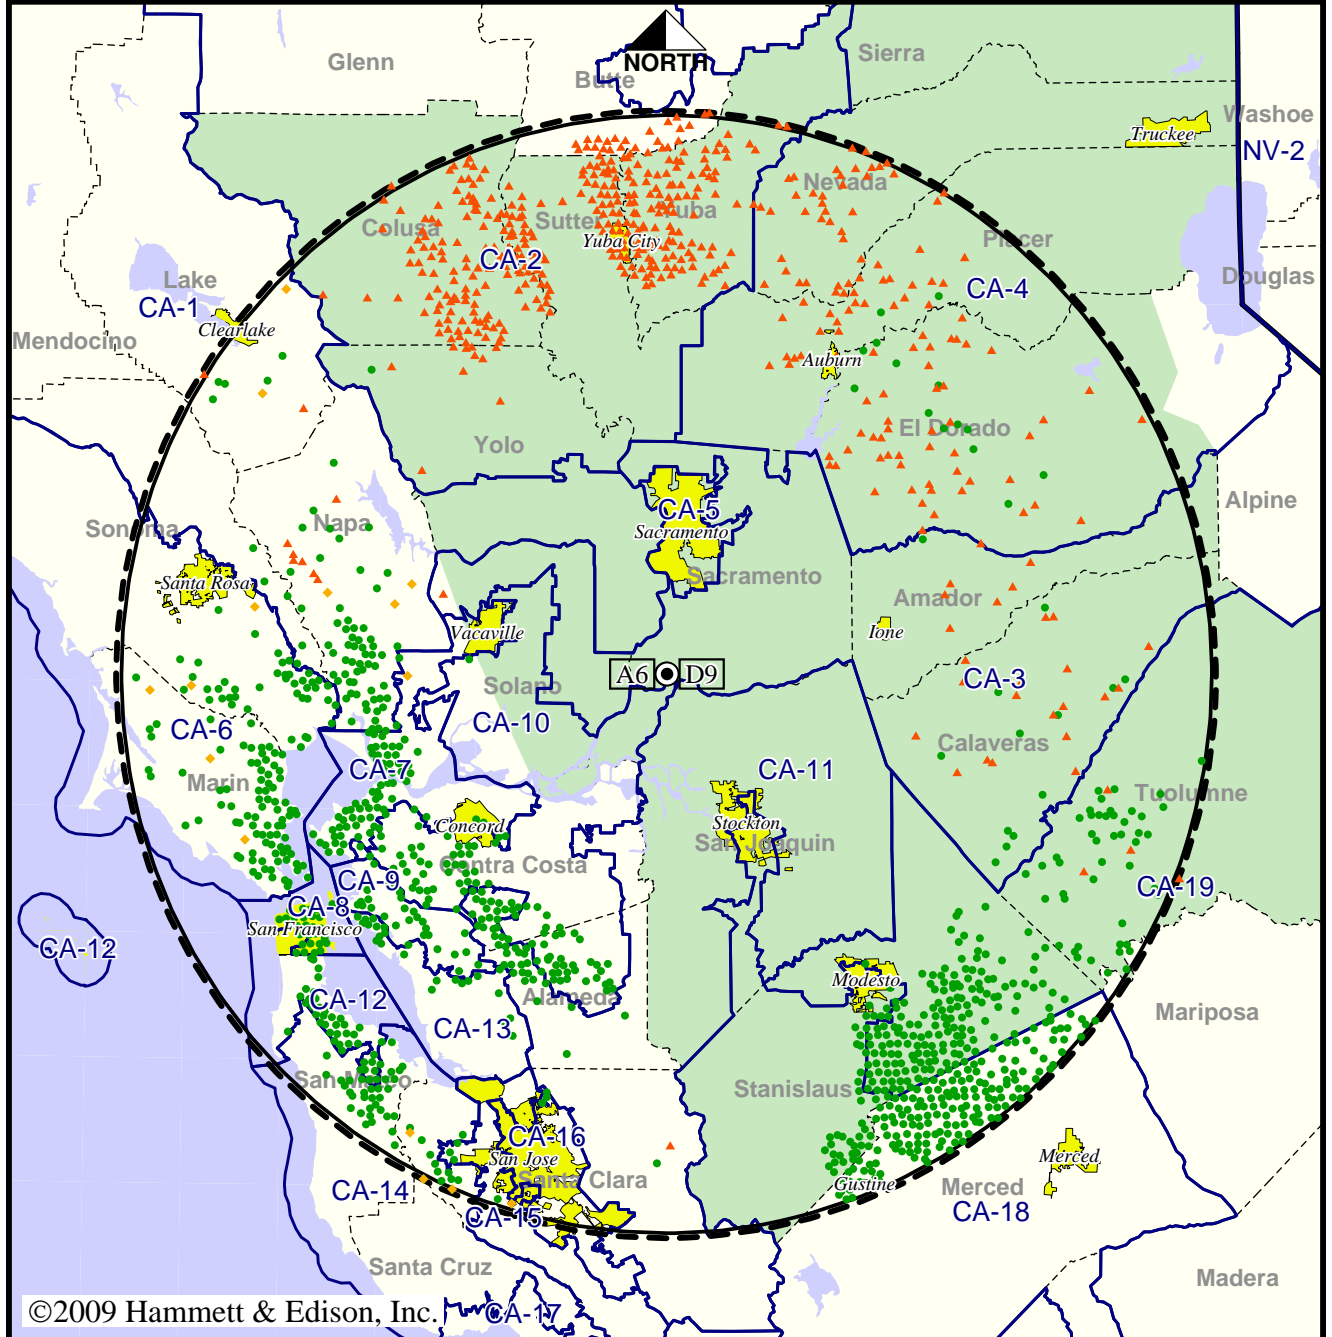 Glenn
Sierra
NORTH
Butte
Washoe
Truckee
NV-2
Nevada
Colusa
Sutter
Yuba
Yuba City
Placer
CA-2
Lake
CA-4
Douglas
CA-1
Clearlake
Mendocino
Auburn
El Dorado
Yolo
Alpine
CA-5
Sonoma
Napa
Sacramento
Sacramento
Santa Rosa
Amador
Vacaville
Ione
A6
D9
Solano
CA-3
CA-10
CA-6
Calaveras
CA-7
CA-11
Marin
Tuolumne
Concord
Stockton
San Joaquin
Contra Costa
CA-9
CA-19
CA-8
San Francisco
CA-12
Modesto
CA-12
Alameda
Mariposa
CA-13
San Mateo
Stanislaus
CA-16
San Jose
Merced
Santa Clara
Gustine
Merced
CA-14
CA-18
CA-15
Santa Cruz
Madera
©2009 Hammett & Edison, Inc.
CA-17